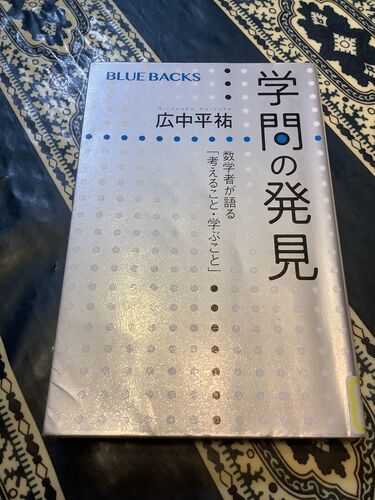 BLUE BACKS
Hironaka Heisuke
広中平祐
学問の発見
数学者が語る
「考えること・学ぶこと」